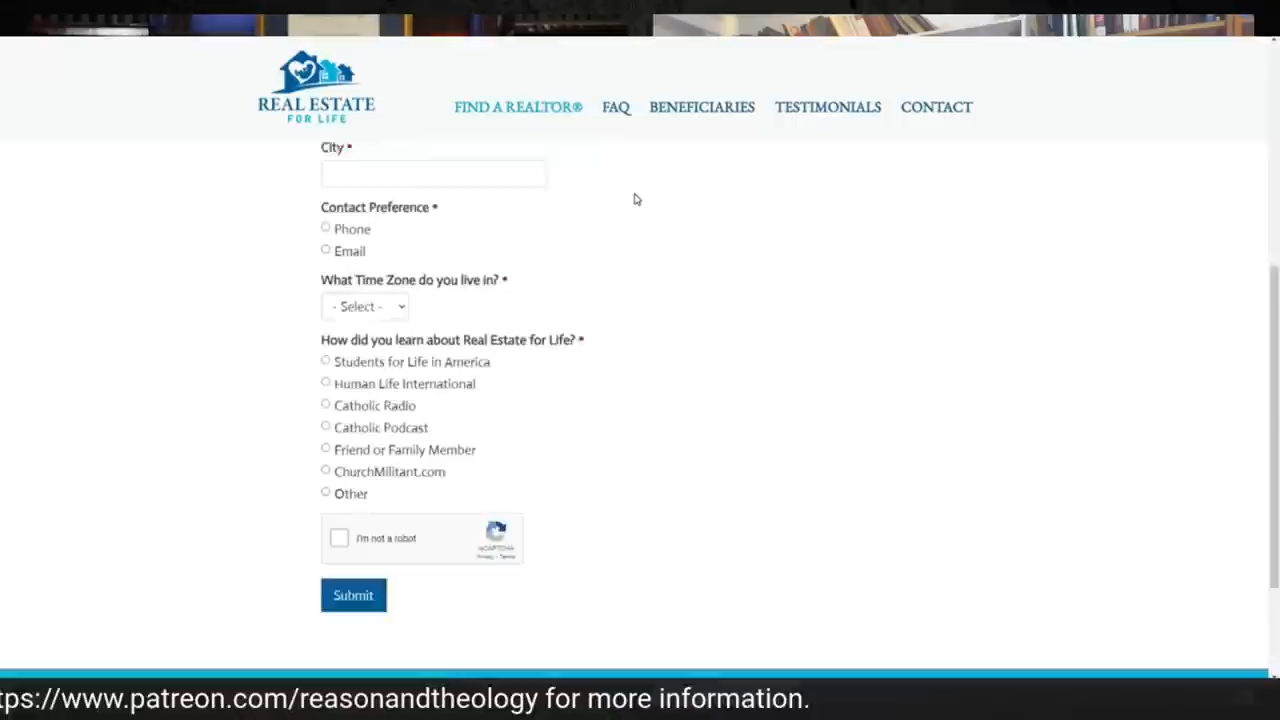 REAL ESTATE
FOR LIFE
FIND A REALTOR® FAQ BENEFICIARIES TESTIMONIALS CONTACT
City *
Contact Preference *
Phone
Email
What Time Zone do you live in? *
- Select -
How did you learn about Real Estate for Life? *
Students for Life in America
Human Life International
Catholic Radio
Catholic Podcast
Friend or Family Member
ChurchMilitant.com
Other
I'm not a robot
reCAPTCHA
Privacy - Terms
Submit
tps://www.patreon.com/reasonandtheology for more information.